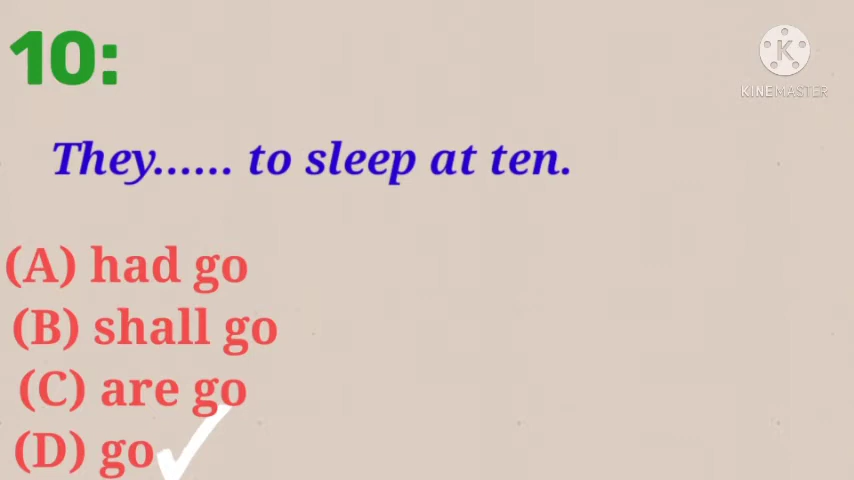 10:
KINEMASTER
They...... to sleep at ten.
(A) had go
(B) shall go
(C) are go
(D) go